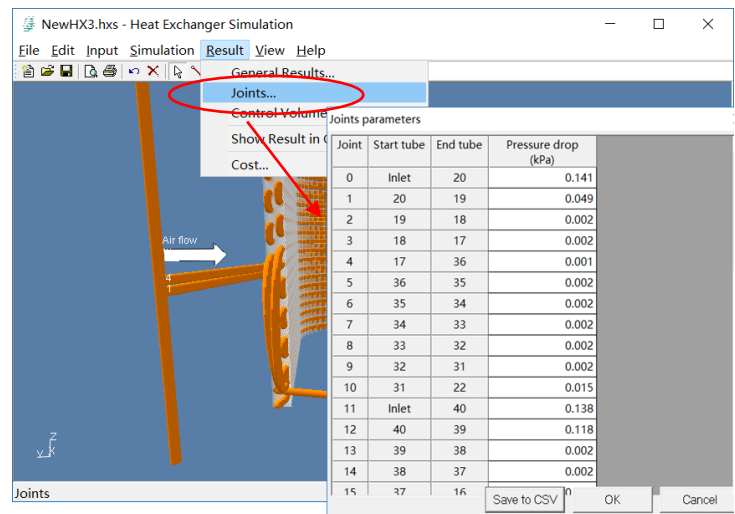 NewHX3.hxs - Heat Exchanger Simulation
File Edit Input Simulation Result View Help
General Results...
Joints...
Control Volume
Show Result in
Cost...
Joints parameters
Joint Start tube End tube Pressure drop
(kPa)
0 Inlet 20 0.141
1 20 19 0.049
2 19 18 0.002
3 18 17 0.002
4 17 36 0.001
5 36 35 0.002
6 35 34 0.002
7 34 33 0.002
8 33 32 0.002
9 32 31 0.002
10 31 22 0.015
11 Inlet 40 0.138
12 40 39 0.118
13 39 38 0.002
14 38 37 0.002
15 37 16
Air flow
4
1
Z
Y X
Save to CSV OK Cancel
Joints